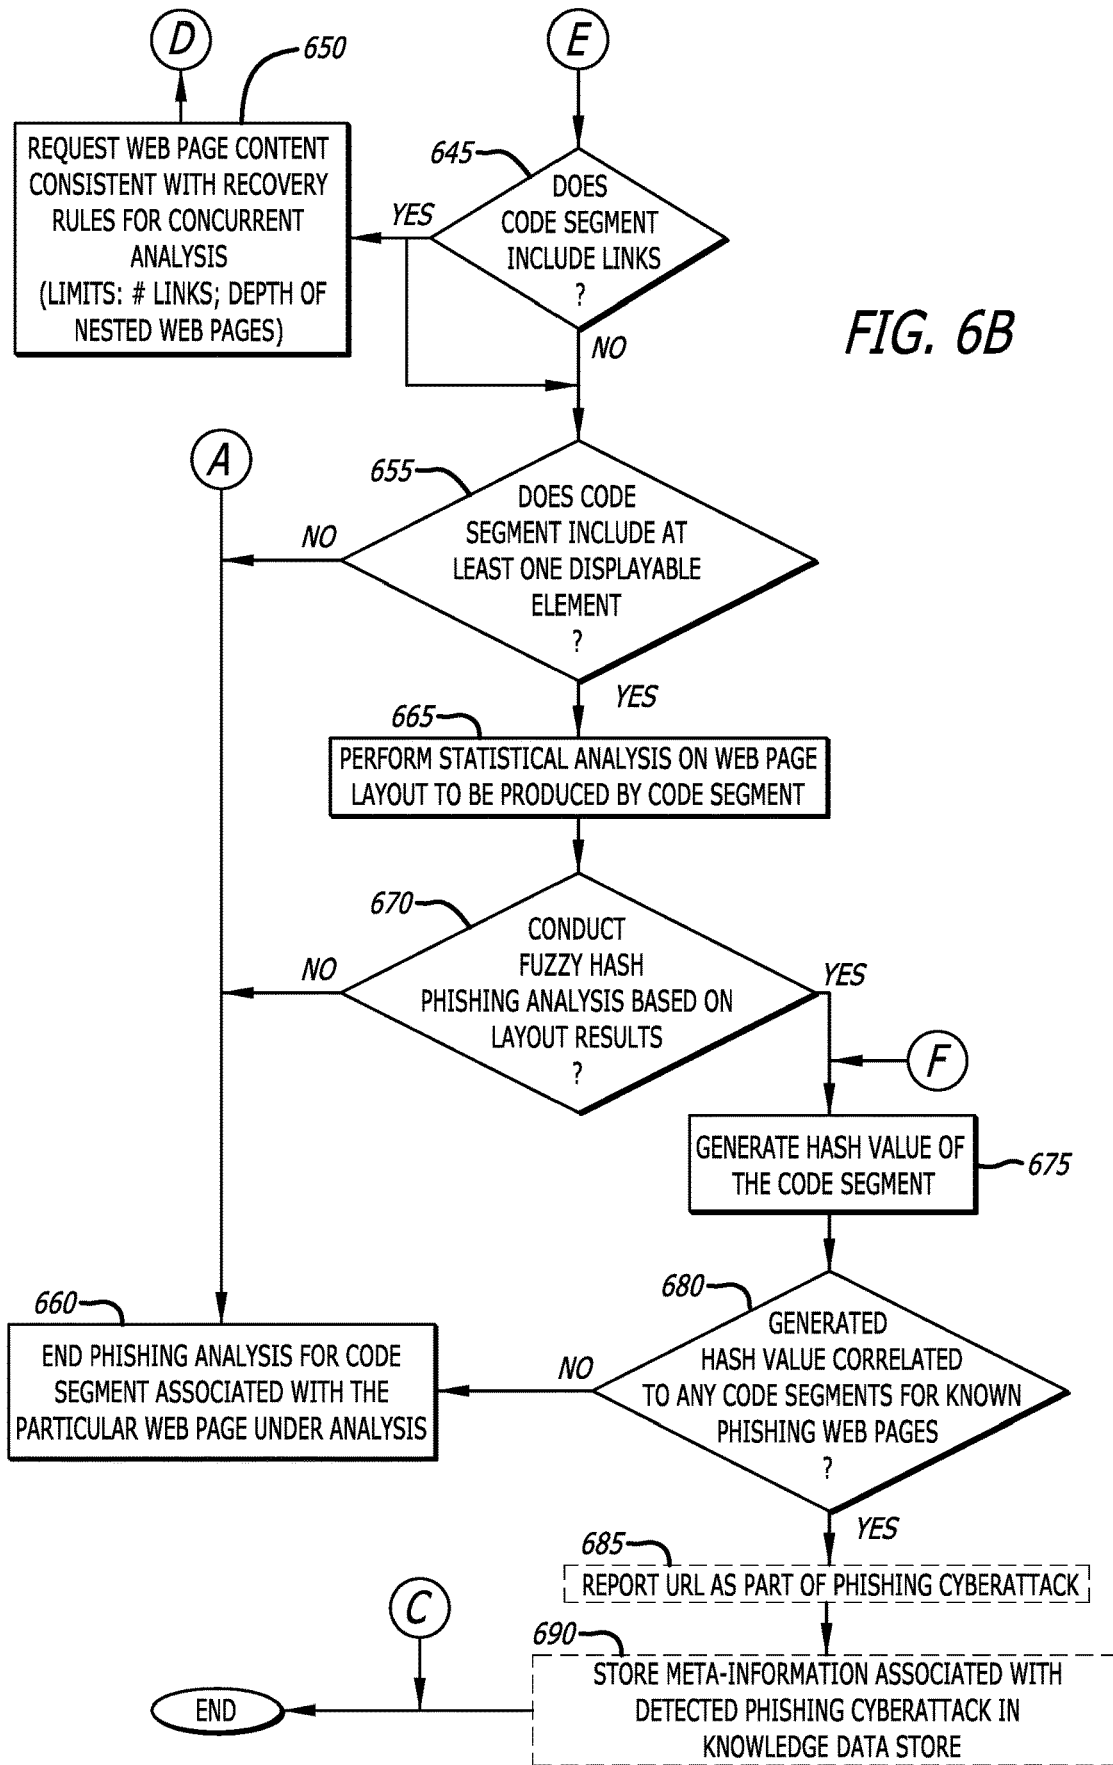 D
650
E
REQUEST WEB PAGE CONTENT
CONSISTENT WITH RECOVERY
RULES FOR CONCURRENT
ANALYSIS
(LIMITS: # LINKS; DEPTH OF
NESTED WEB PAGES)
645
DOES
CODE SEGMENT
INCLUDE LINKS
?
YES
NO
FIG. 6B
A
655
DOES CODE
SEGMENT INCLUDE AT
LEAST ONE DISPLAYABLE
ELEMENT
?
NO
YES
665
PERFORM STATISTICAL ANALYSIS ON WEB PAGE
LAYOUT TO BE PRODUCED BY CODE SEGMENT
670
CONDUCT
FUZZY HASH
PHISHING ANALYSIS BASED ON
LAYOUT RESULTS
?
NO
YES
F
GENERATE HASH VALUE OF
THE CODE SEGMENT
675
680
GENERATED
HASH VALUE CORRELATED
TO ANY CODE SEGMENTS FOR KNOWN
PHISHING WEB PAGES
?
NO
YES
660
END PHISHING ANALYSIS FOR CODE
SEGMENT ASSOCIATED WITH THE
PARTICULAR WEB PAGE UNDER ANALYSIS
685
REPORT URL AS PART OF PHISHING CYBERATTACK
C
690
STORE META-INFORMATION ASSOCIATED WITH
DETECTED PHISHING CYBERATTACK IN
KNOWLEDGE DATA STORE
END